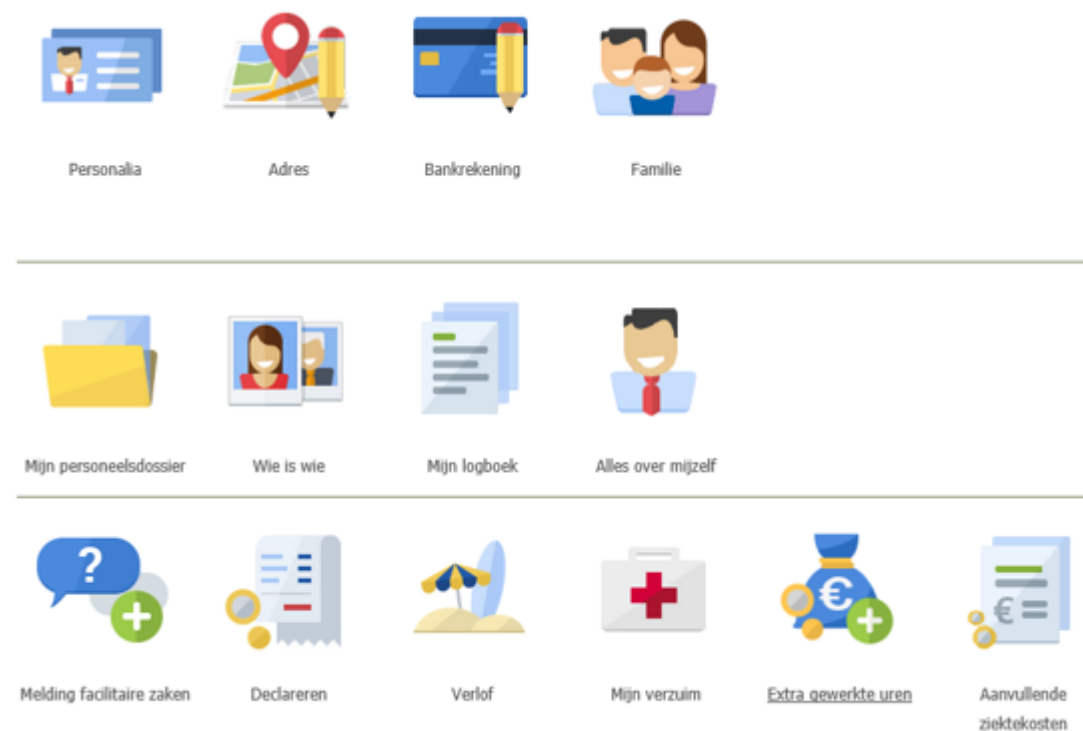 Personalia
Adres
Bankrekening
Familie
Mijn personeelsdossier
Wie is wie
Mijn logboek
Alles over mijzelf
?
€
€
Melding facilitaire zaken
Declareren
Verlof
Mijn verzuim
Extra gewerkte uren
Aanvullende
ziektekosten